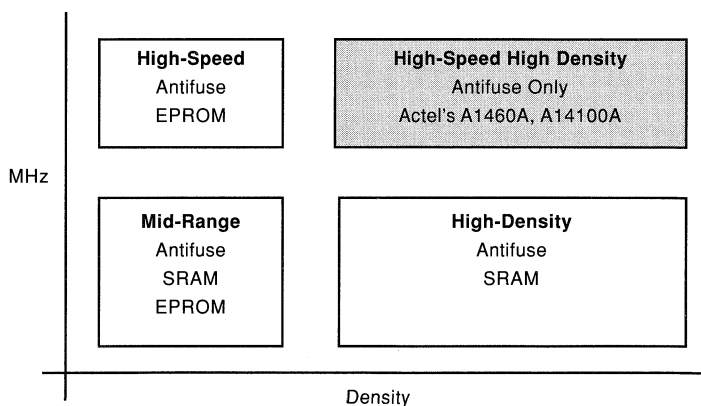 High-Speed
Antifuse
EPROM
High-Speed High Density
Antifuse Only
Actel's A1460A, A14100A
MHz
Mid-Range
Antifuse
SRAM
EPROM
High-Density
Antifuse
SRAM
Density